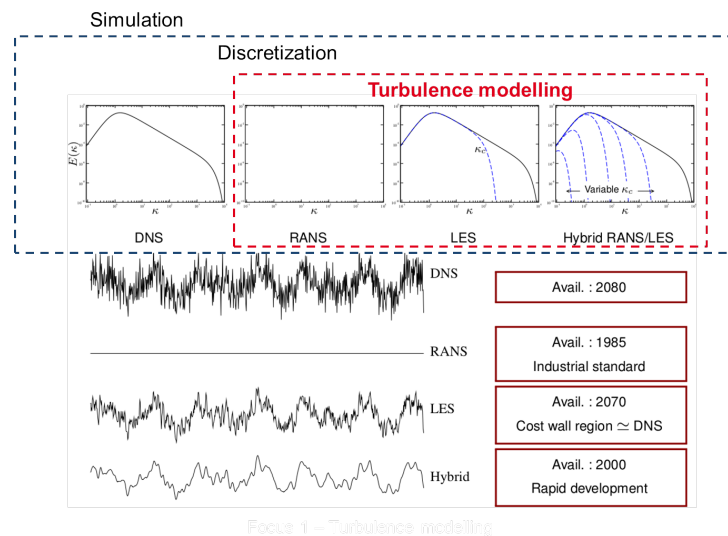 Simulation
Discretization
Turbulence modelling
E(κ)
κ
κ
κ
κ
κc
Variable κc
DNS
RANS
LES
Hybrid RANS/LES
DNS
Avail. : 2080
RANS
Avail. : 1985
Industrial standard
LES
Avail. : 2070
Cost wall region ≃ DNS
Hybrid
Avail. : 2000
Rapid development
Focus 1 – Turbulence modelling